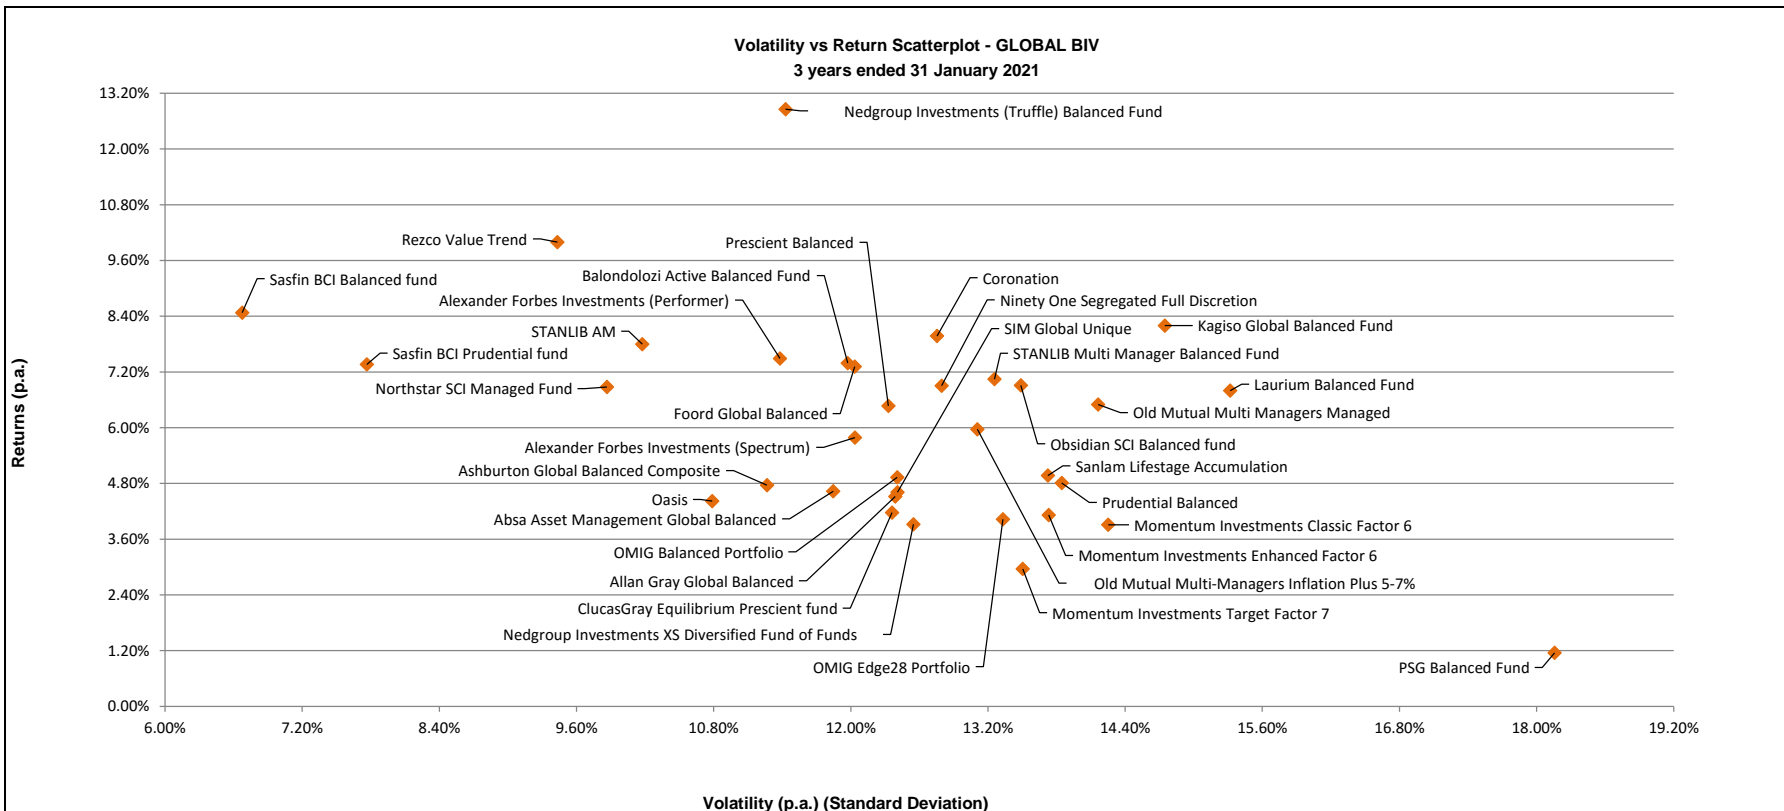 Volatility vs Return Scatterplot - GLOBAL BIV
3 years ended 31 January 2021
13.20%
Nedgroup Investments (Truffle) Balanced Fund
12.00%
10.80%
Rezco Value Trend
Prescient Balanced
9.60%
Sasfin BCI Balanced fund
Balondolozi Active Balanced Fund
Coronation
Alexander Forbes Investments (Performer)
Ninety One Segregated Full Discretion
8.40%
STANLIB AM
SIM Global Unique
Kagiso Global Balanced Fund
Sasfin BCI Prudential fund
STANLIB Multi Manager Balanced Fund
7.20%
Northstar SCI Managed Fund
Laurium Balanced Fund
Foord Global Balanced
Old Mutual Multi Managers Managed
6.00%
Alexander Forbes Investments (Spectrum)
Obsidian SCI Balanced fund
Ashburton Global Balanced Composite
Sanlam Lifestage Accumulation
4.80%
Oasis
Prudential Balanced
Absa Asset Management Global Balanced
Momentum Investments Classic Factor 6
3.60%
OMIG Balanced Portfolio
Momentum Investments Enhanced Factor 6
Allan Gray Global Balanced
Old Mutual Multi-Managers Inflation Plus 5-7%
2.40%
ClucasGray Equilibrium Prescient fund
Momentum Investments Target Factor 7
Nedgroup Investments XS Diversified Fund of Funds
1.20%
OMIG Edge28 Portfolio
PSG Balanced Fund
0.00%
6.00% 7.20% 8.40% 9.60% 10.80% 12.00% 13.20% 14.40% 15.60% 16.80% 18.00% 19.20%
Returns (p.a.)
Volatility (p.a.) (Standard Deviation)